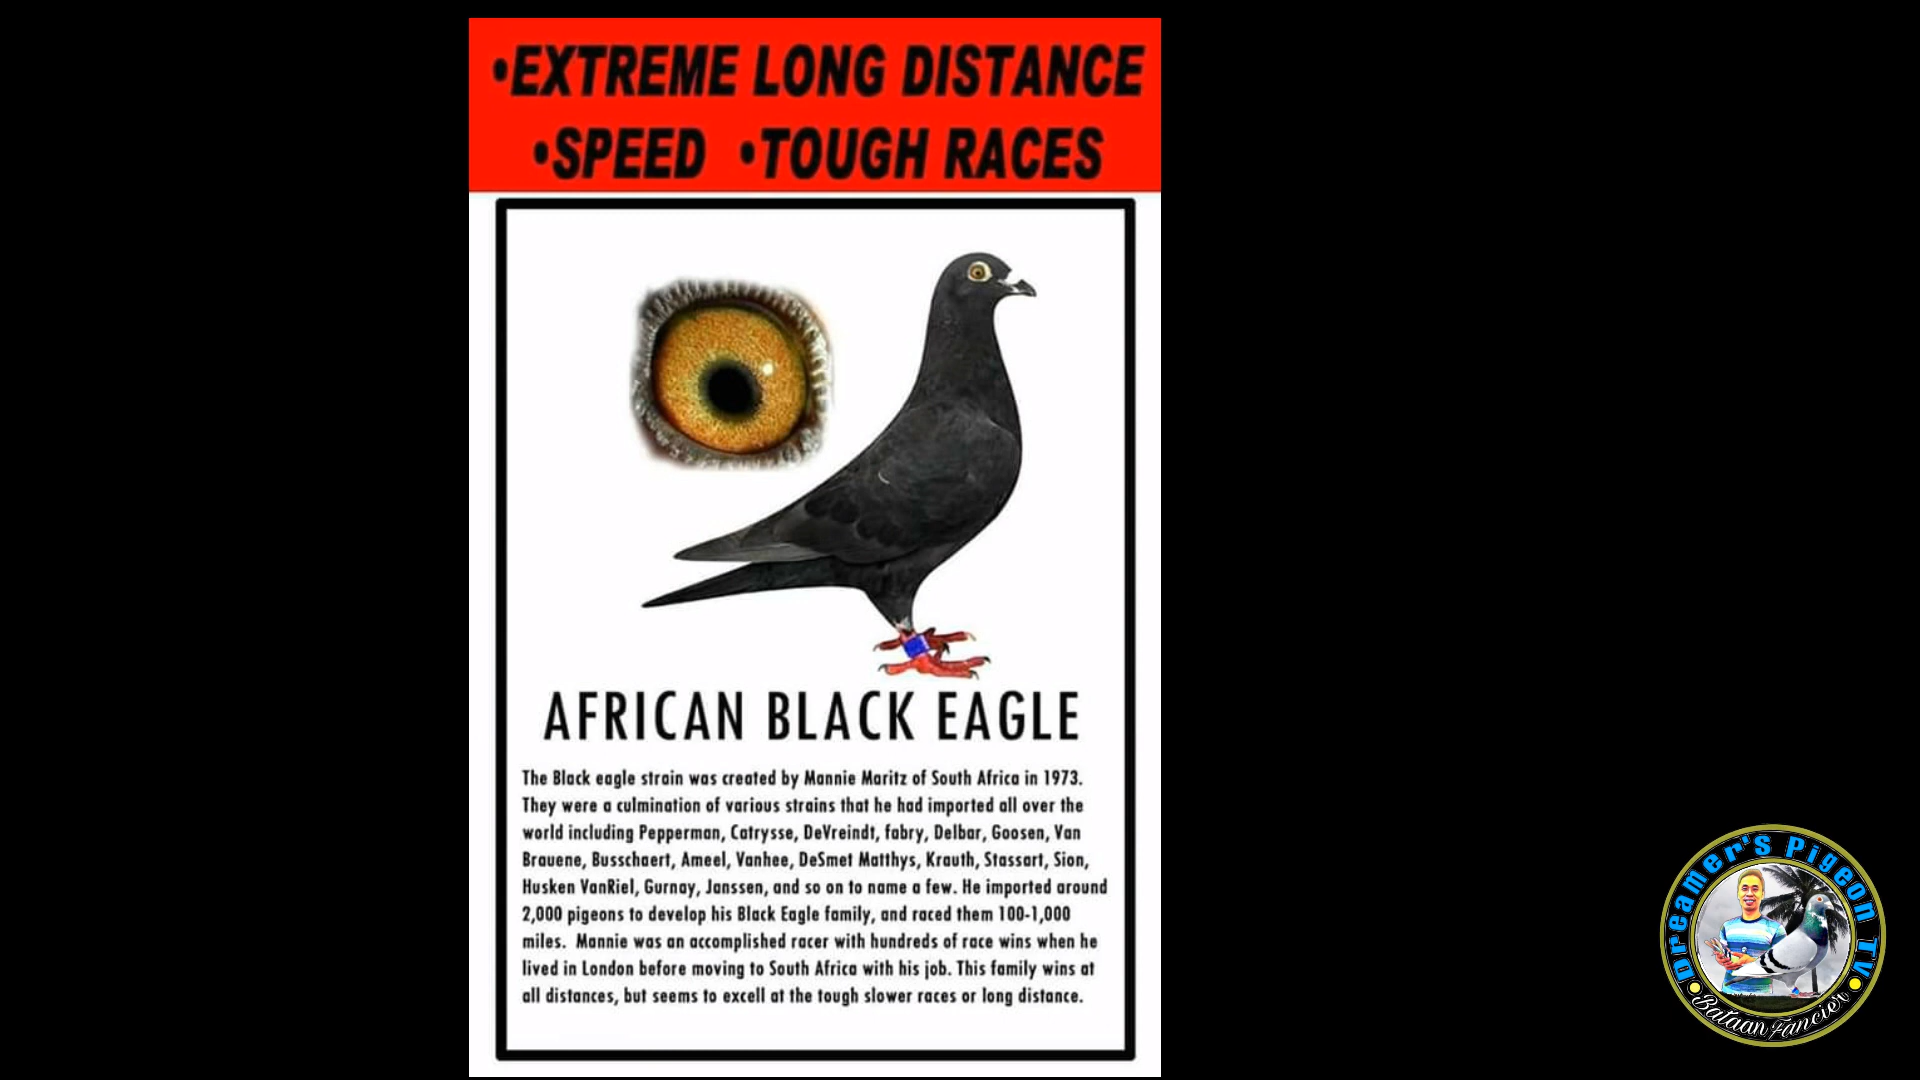 •EXTREME LONG DISTANCE
•SPEED •TOUGH RACES
AFRICAN BLACK EAGLE
The Black eagle strain was created by Mannie Maritz of South Africa in 1973.
They were a culmination of various strains that he had imported all over the
world including Pepperman, Catrysse, DeVreindt, fabry, Delbar, Goosen, Van
Brauene, Busschaert, Ameel, Vanhee, DeSmet Matthys, Krauth, Stassart, Sion,
Husken VanRiel, Gurnay, Janssen, and so on to name a few. He imported around
2,000 pigeons to develop his Black Eagle family, and raced them 100-1,000
miles. Mannie was an accomplished racer with hundreds of race wins when he
lived in London before moving to South Africa with his job. This family wins at
all distances, but seems to excell at the tough slower races or long distance.
Dreamer'S Pigeon Tv
Bataan Fancier